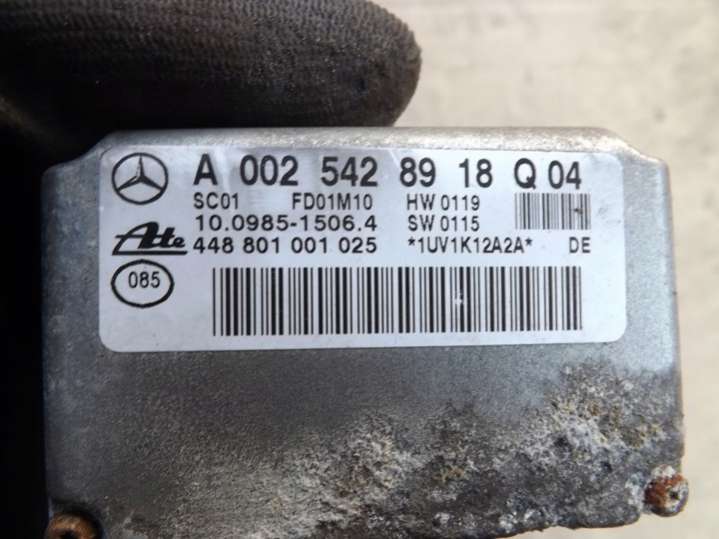 A 002 542 89 18 Q 04
SC01 FD01M10 HW 0119
10.0985-1506.4 SW 0115
Ate 448 801 001 025 *1UV1K12A2A* DE
085